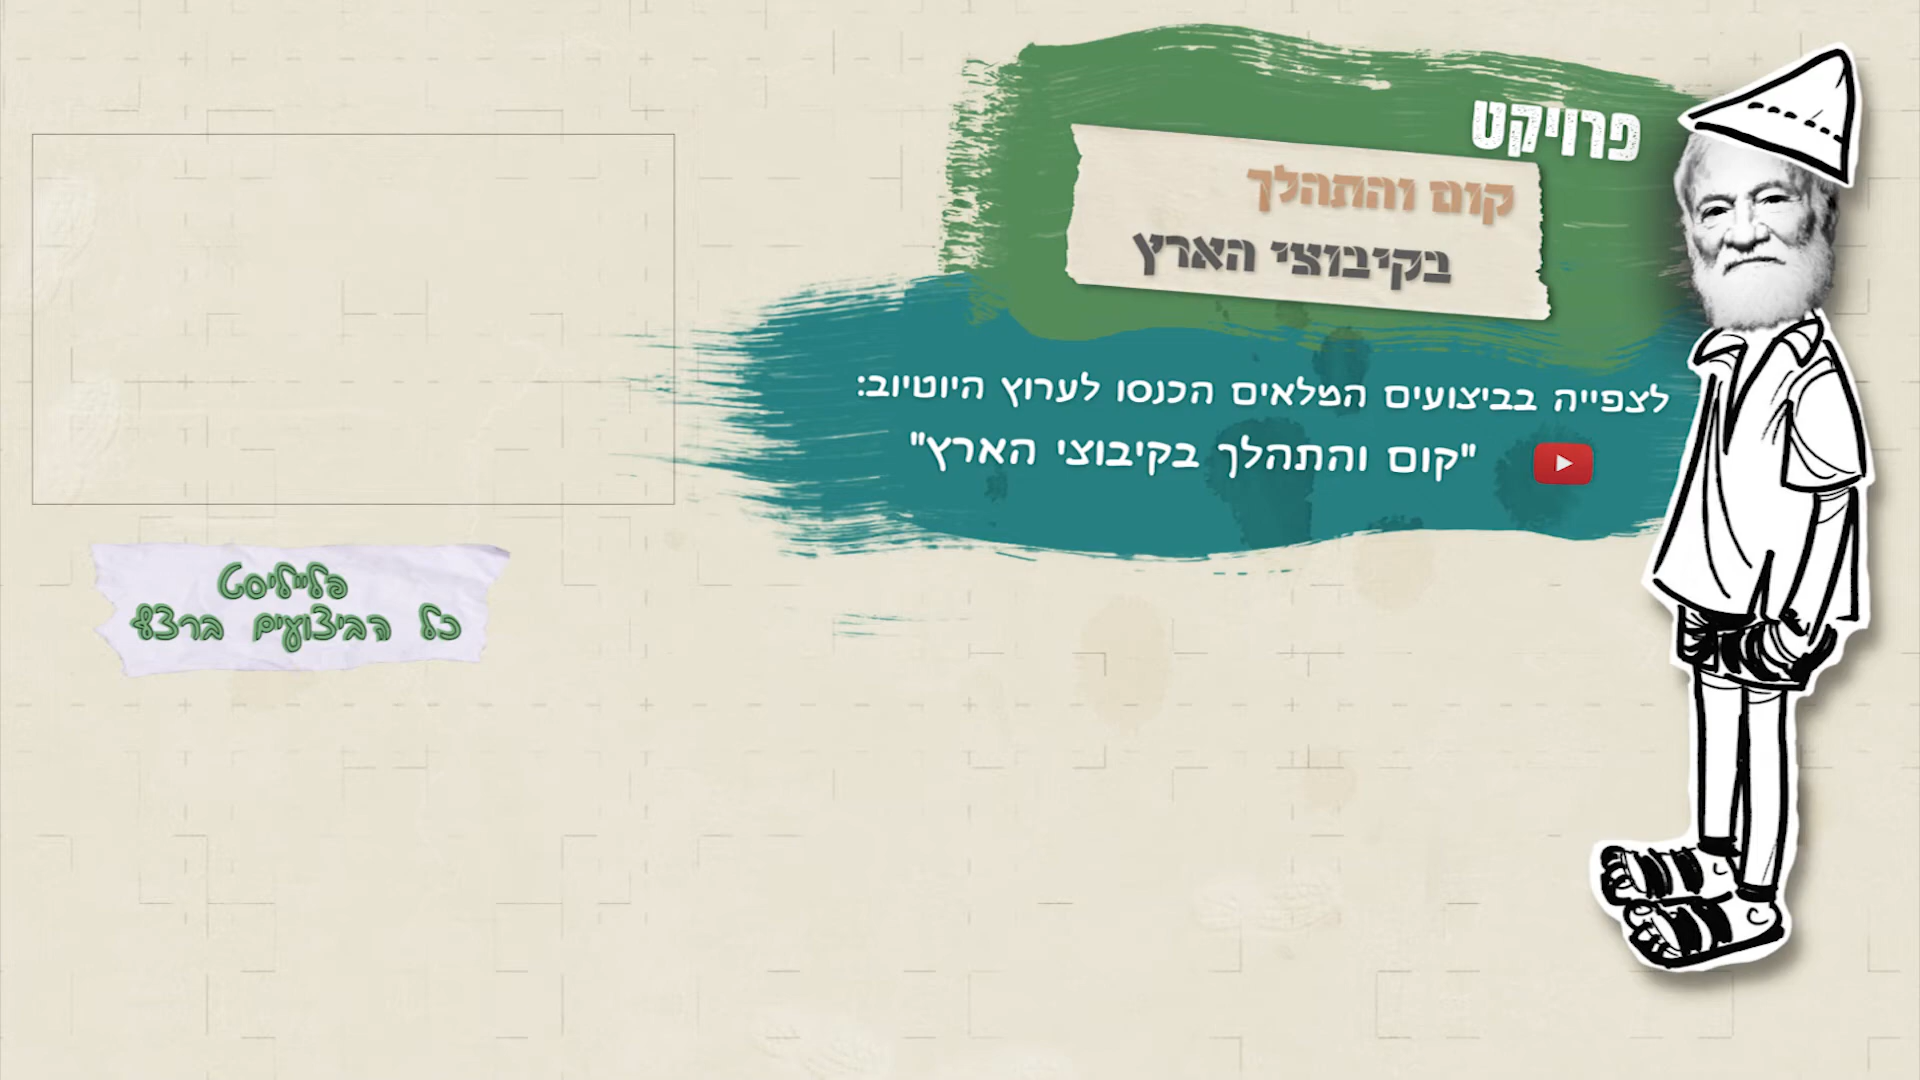 פרויקט
קום והתהלך
בקיבוצי הארץ
לצפייה בביצועים המלאים הכנסו לערוץ היוטיוב:
"קום והתהלך בקיבוצי הארץ"
פלייליסט
כל הביצועים ברצף